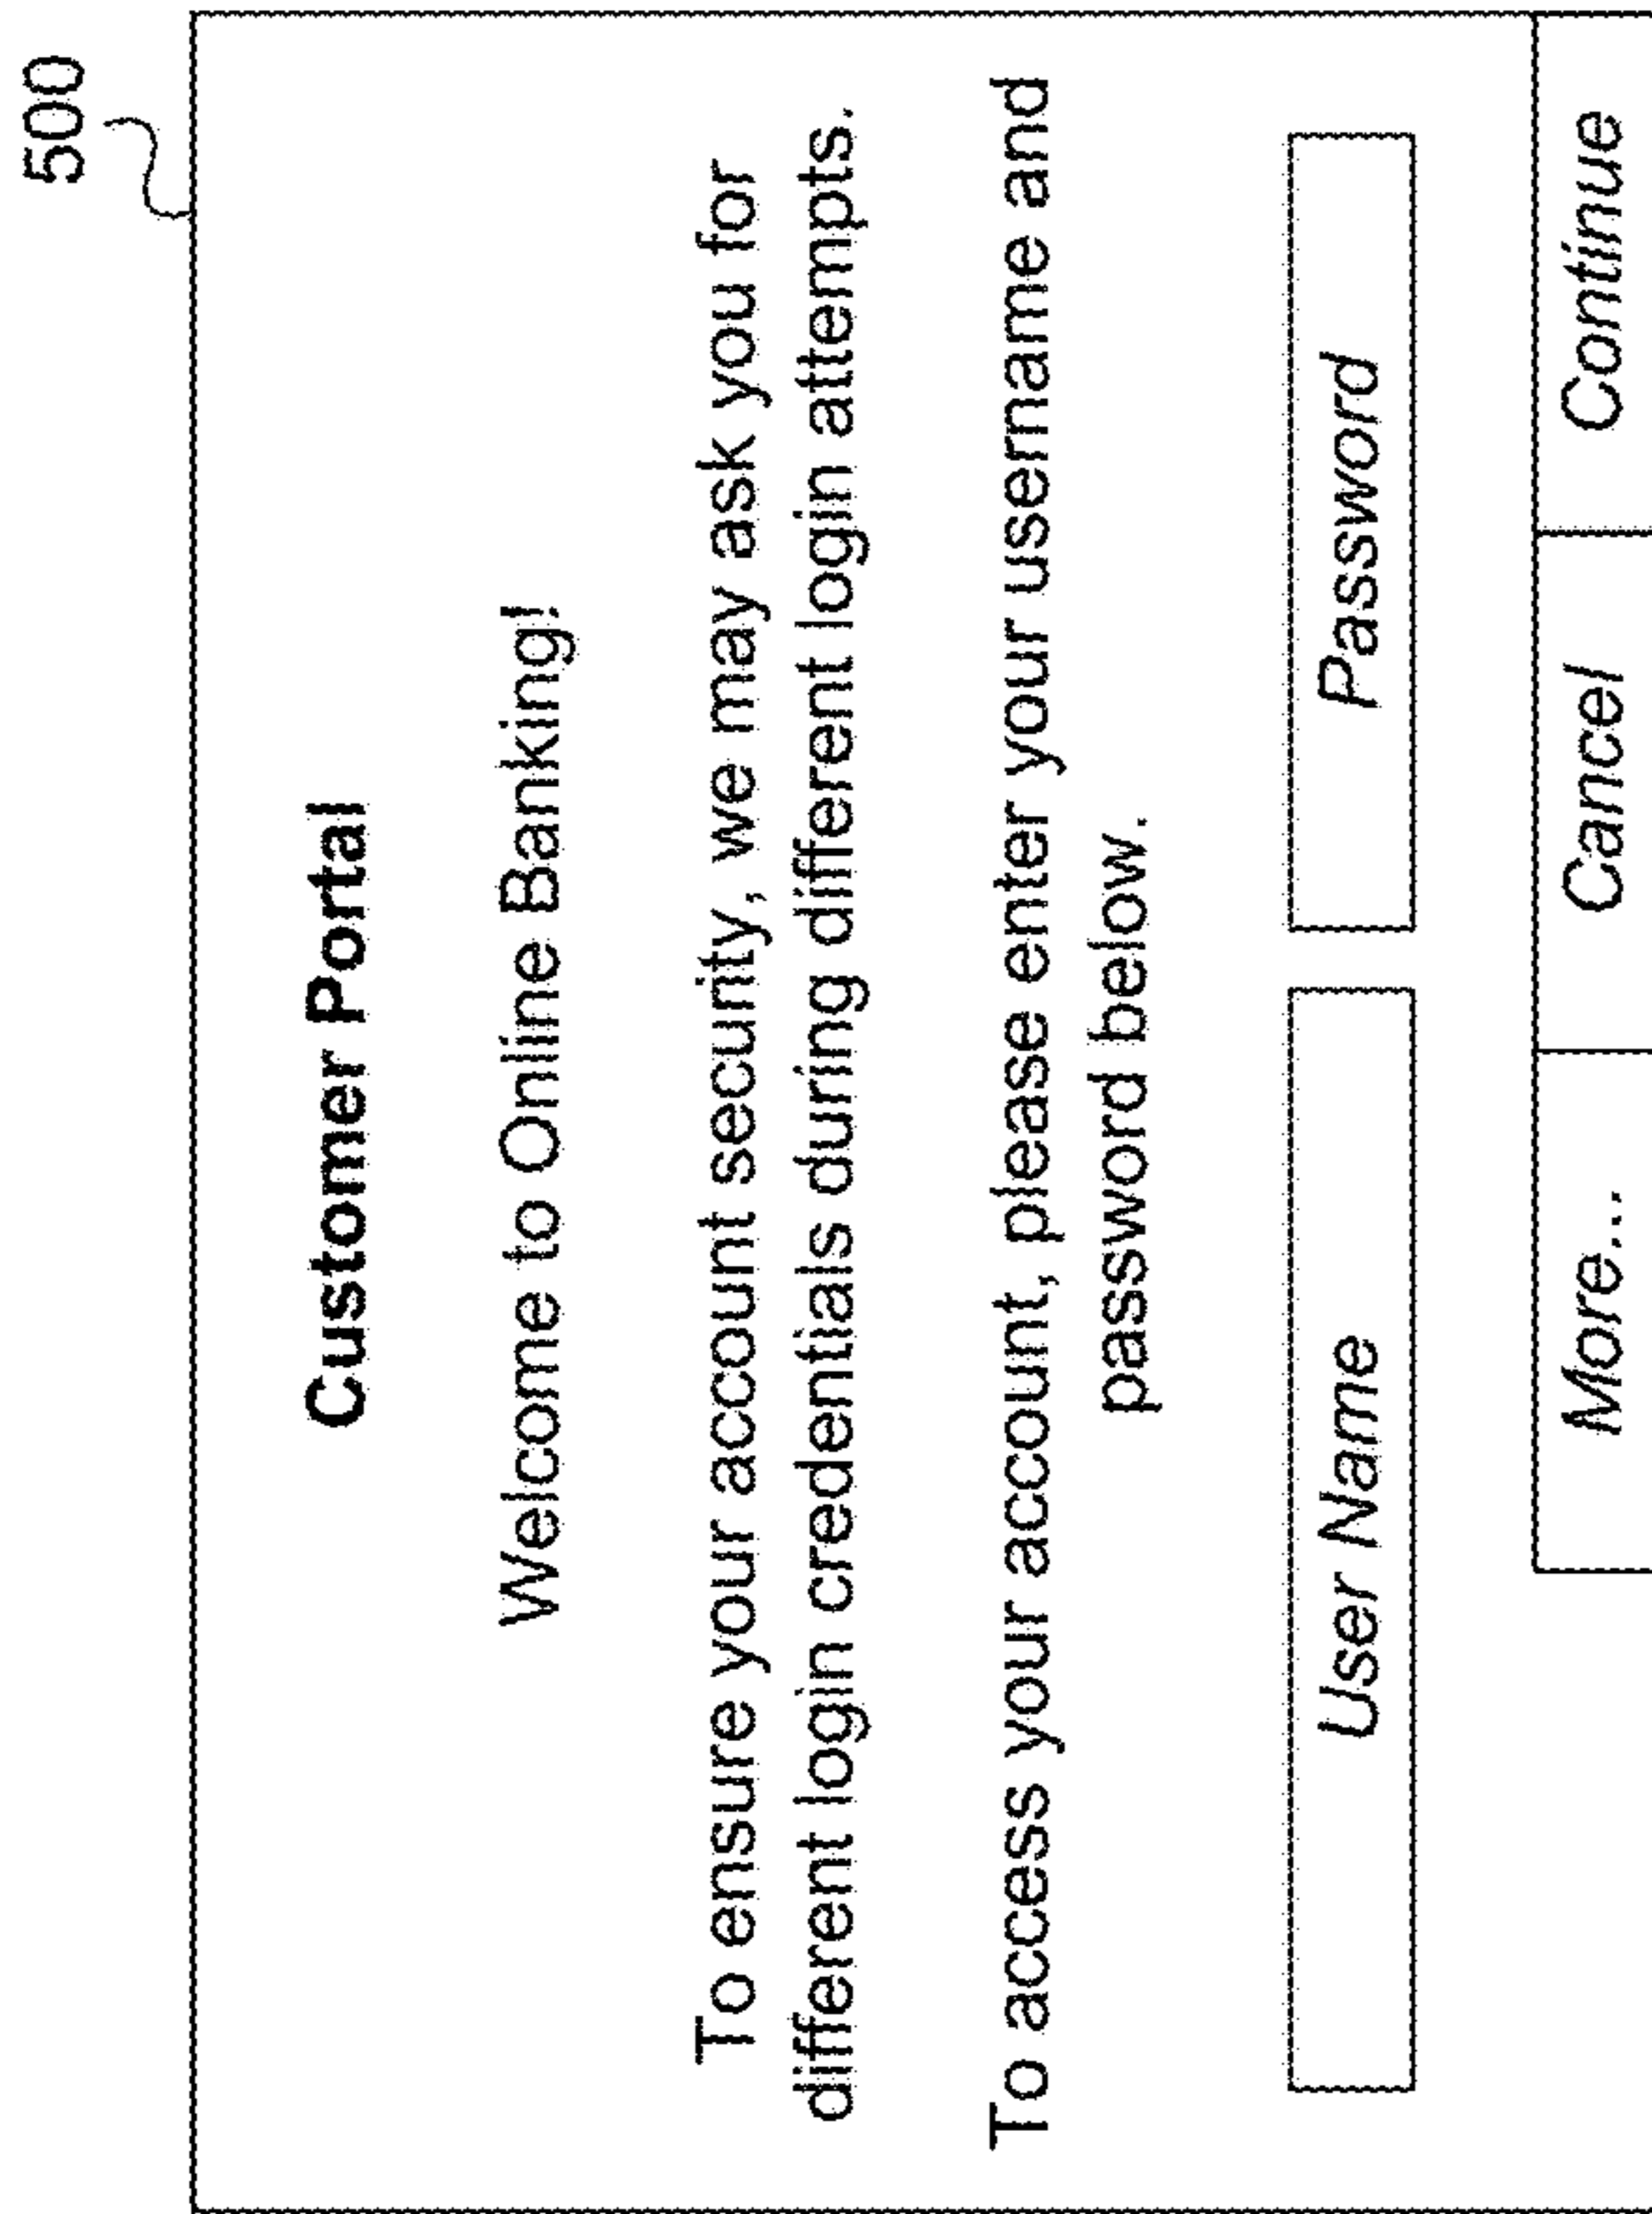 500
Customer Portal
Welcome to Online Banking!
To ensure your account security, we may ask you for
different login credentials during different login attempts.
To access your account, please enter your username and
password below.
User Name Password
More... Cancel Continue